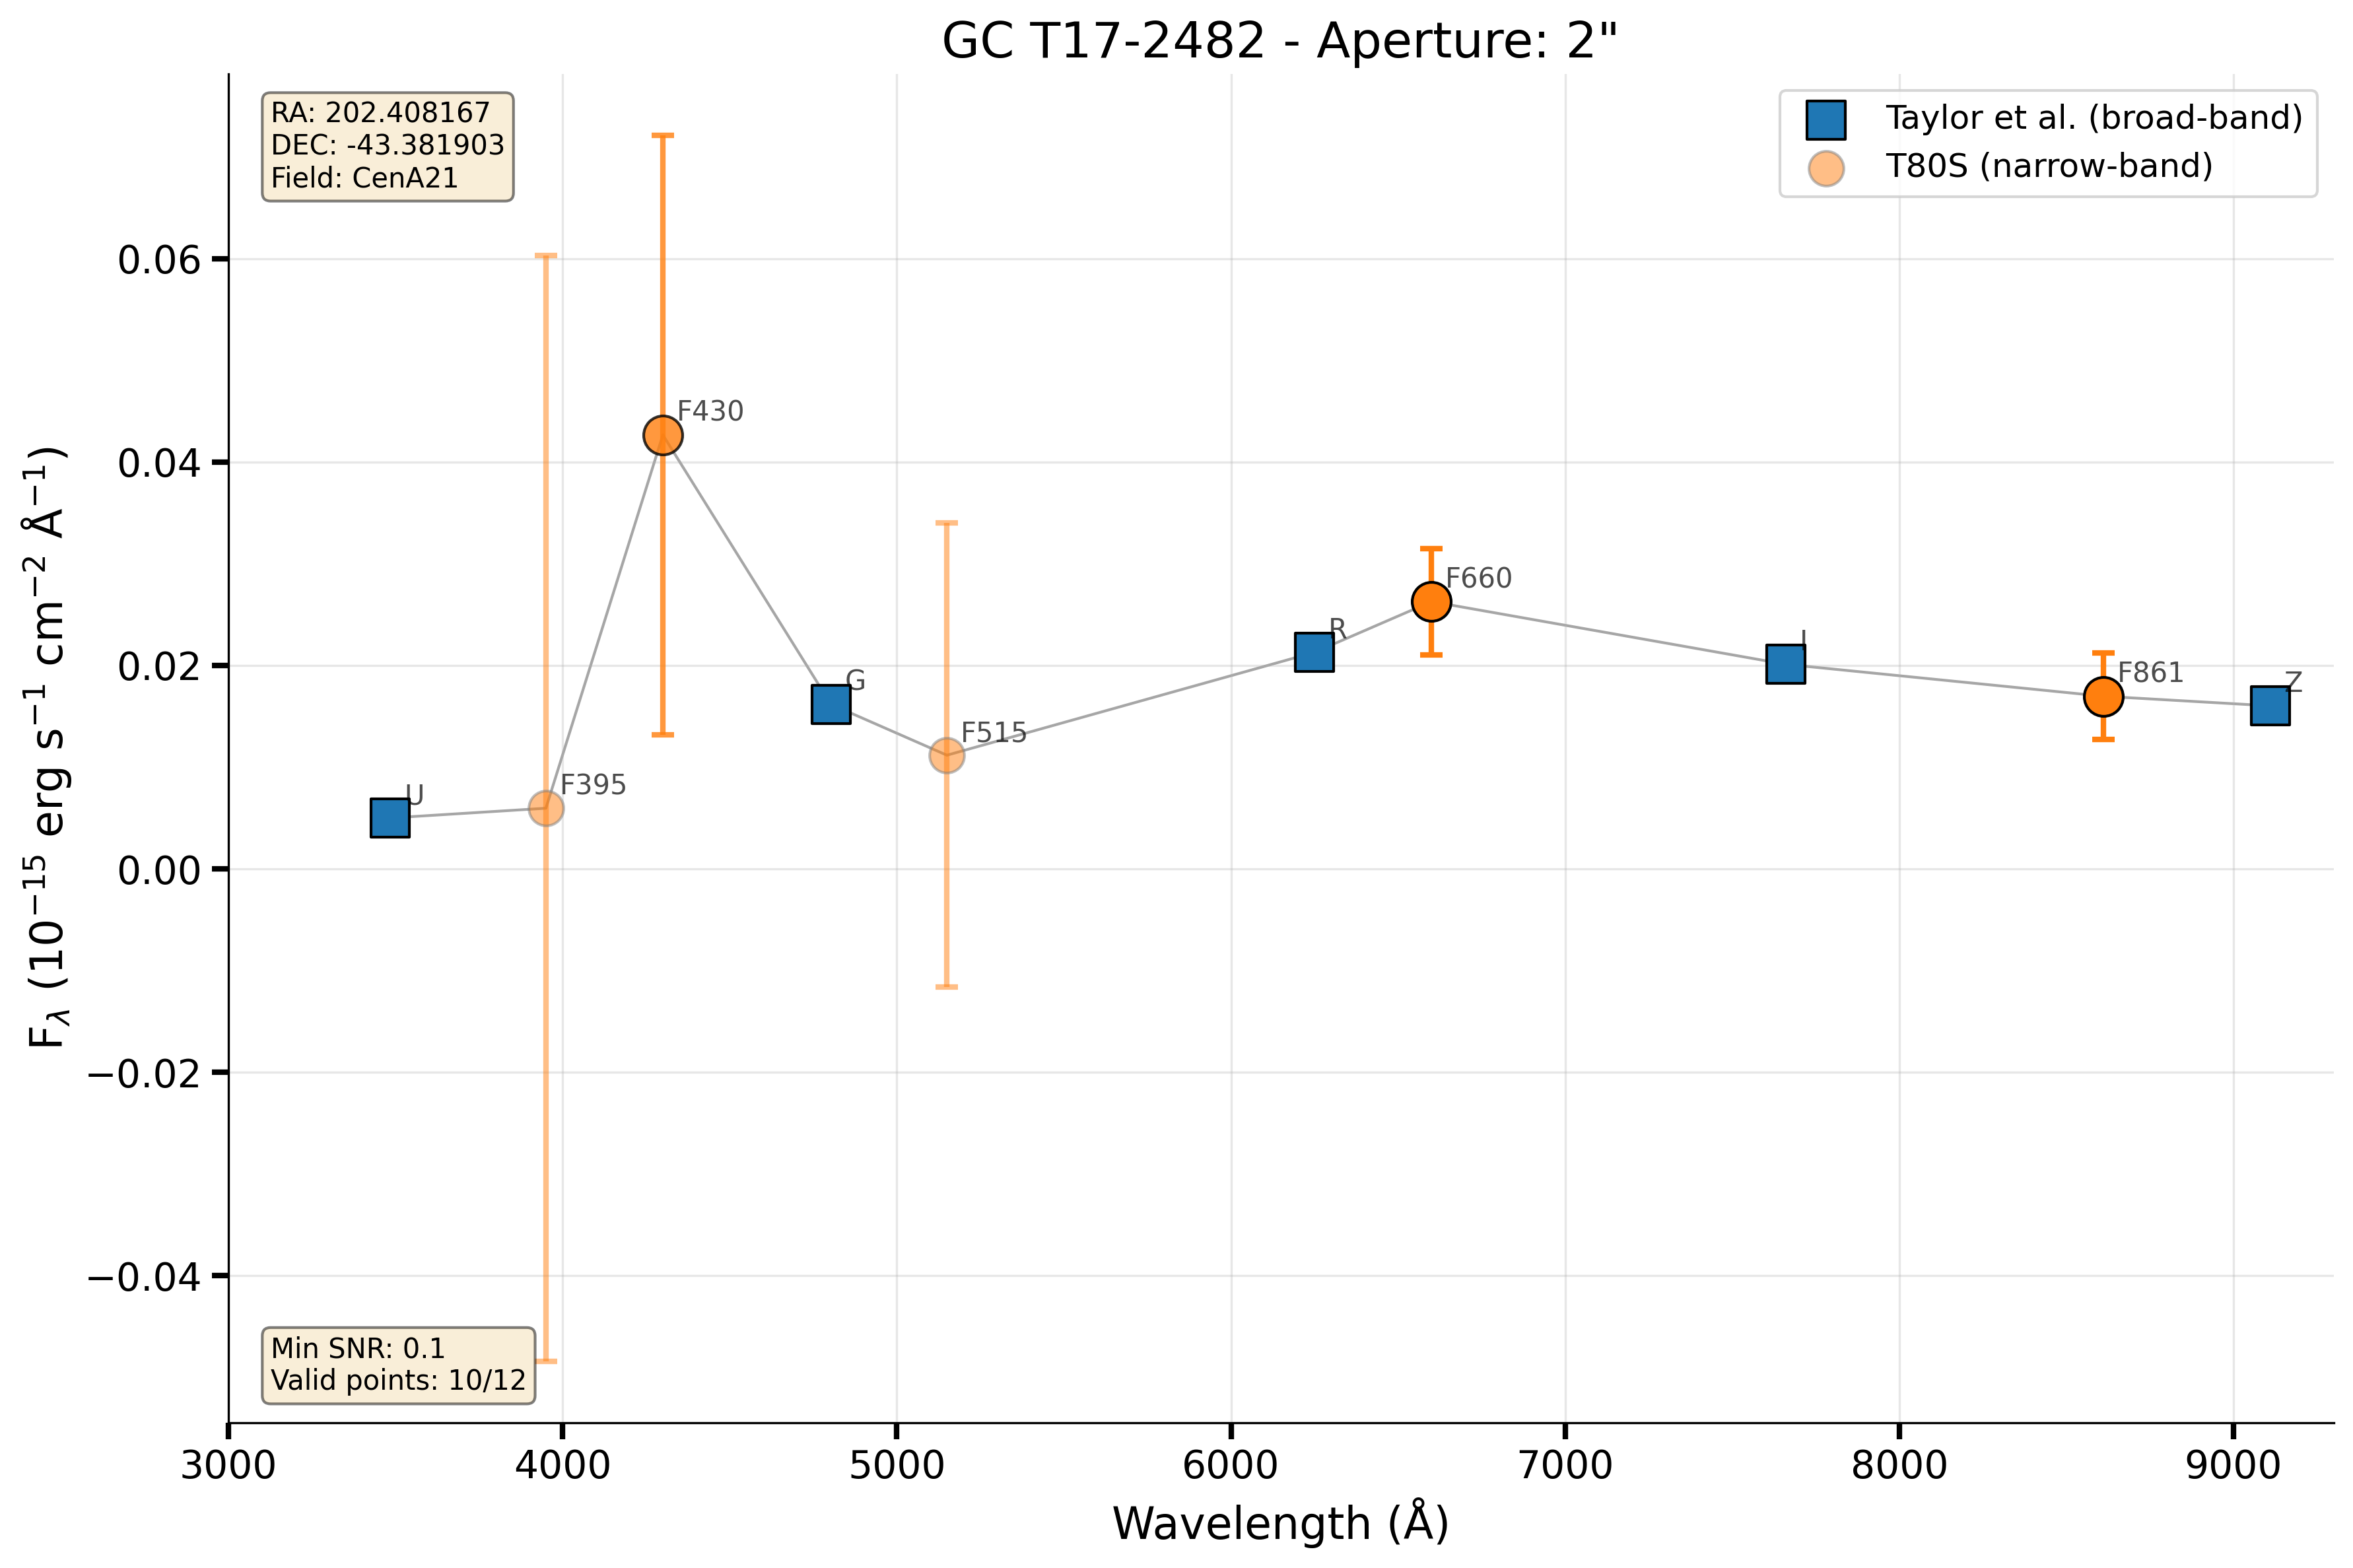 GC T17-2482 - Aperture: 2"
RA: 202.408167
DEC: -43.381903
Field: CenA21
Taylor et al. (broad-band)
T80S (narrow-band)
F430
F660
R
I
G
F861
Z
F515
F395
U
Min SNR: 0.1
Valid points: 10/12
0.06
0.04
0.02
0.00
−0.02
−0.04
F_λ (10⁻¹⁵ erg s⁻¹ cm⁻² Å⁻¹)
3000 4000 5000 6000 7000 8000 9000
Wavelength (Å)